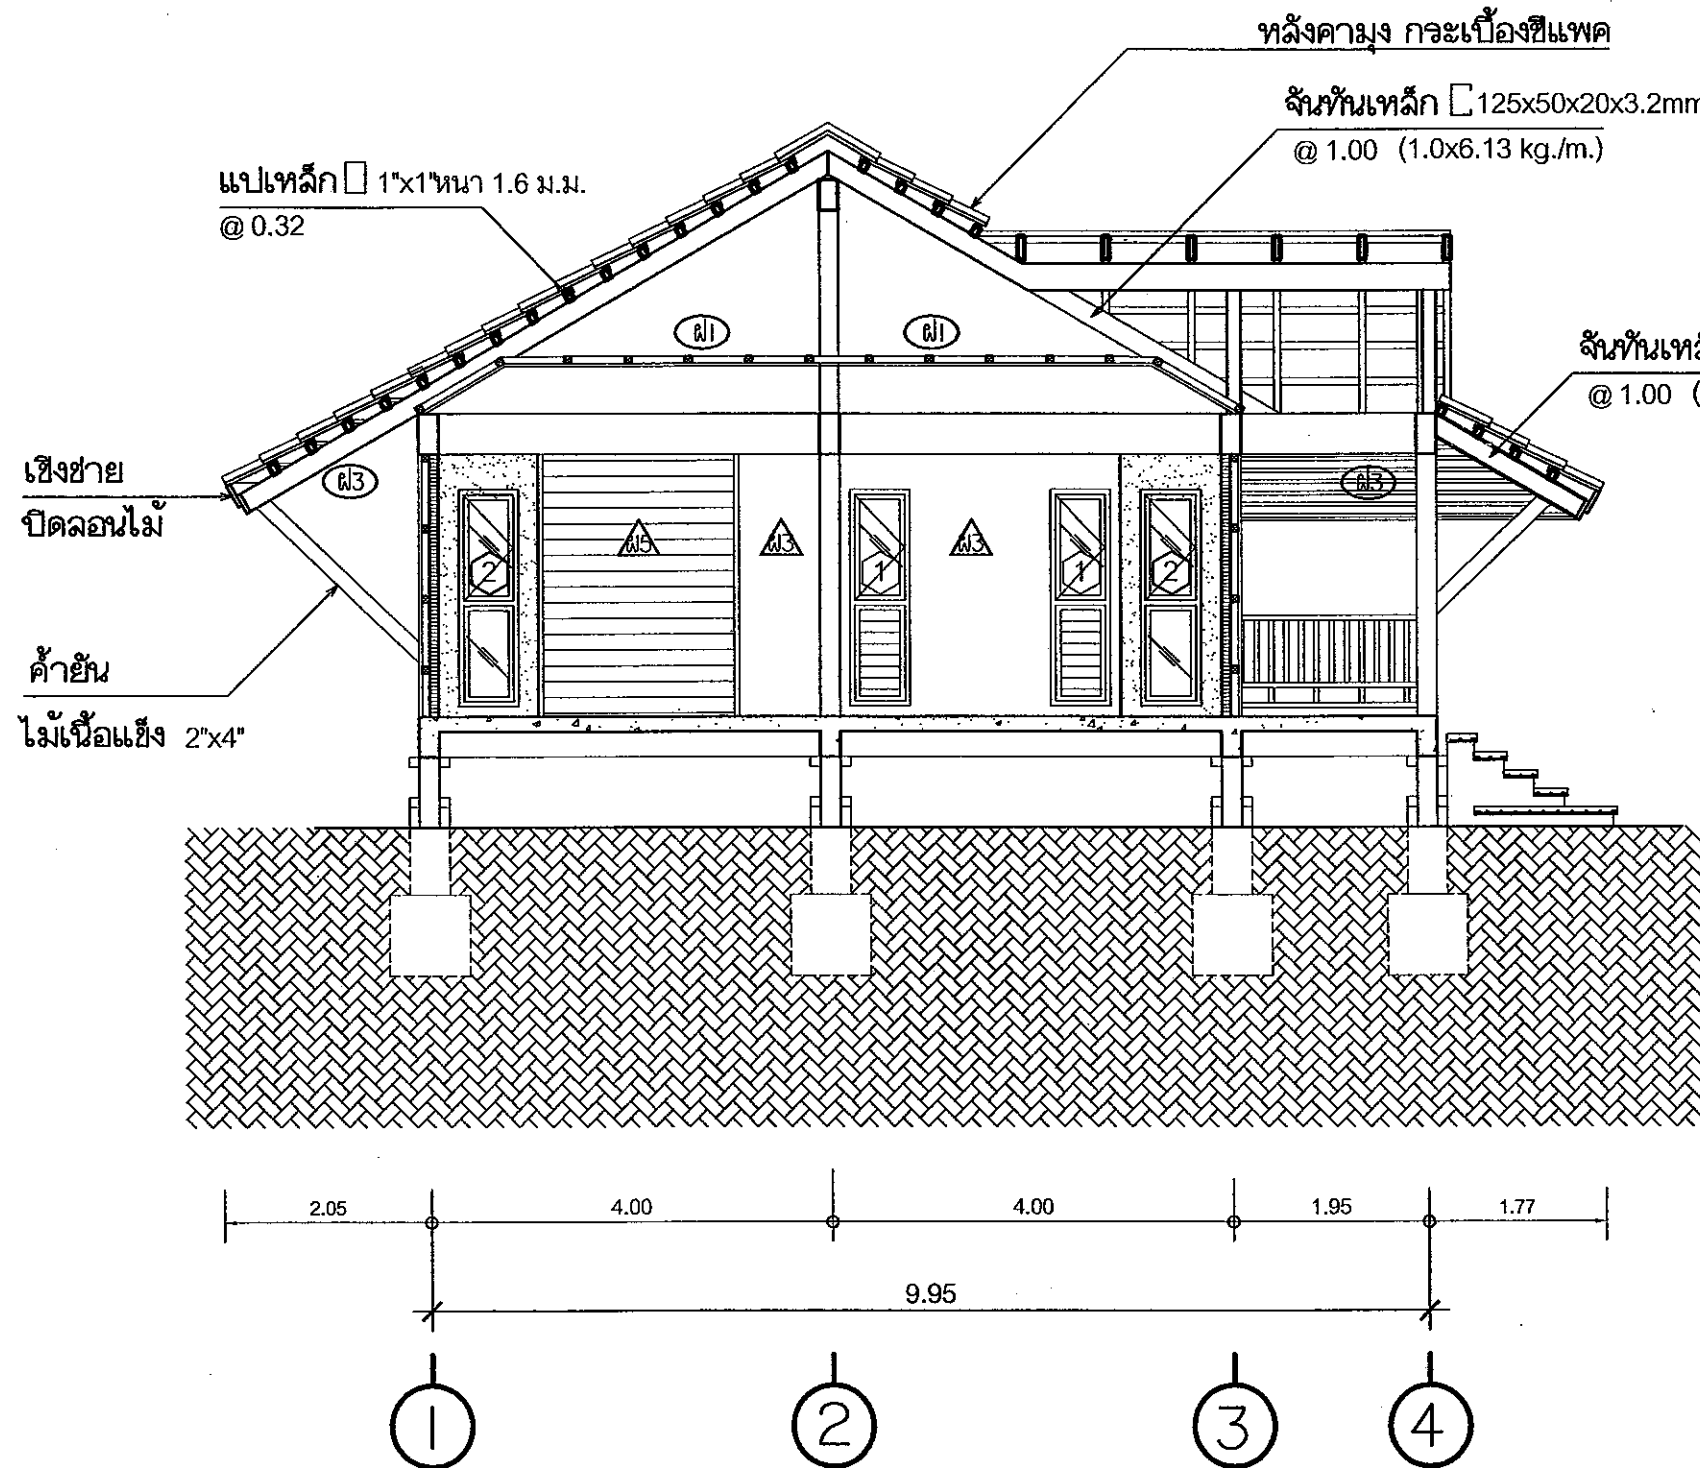 หลังคามุง กระเบื้องซีแพค
จันทันเหล็ก 125x50x20x3.2mm
@ 1.00 (1.0x6.13 kg./m.)
แปเหล็ก 1"x1"หนา 1.6 ม.ม.
@ 0.32
จันทันเหล็
@ 1.00 (
ฝ1 ฝ1
เชิงชาย
ปิดลอนไม้
ฝ3 ฝ3
ผ5 ผ3 ผ3
2 1 1 2
ค้ำยัน
ไม้เนื้อแข็ง 2"x4"
2.05 4.00 4.00 1.95 1.77
9.95
1 2 3 4